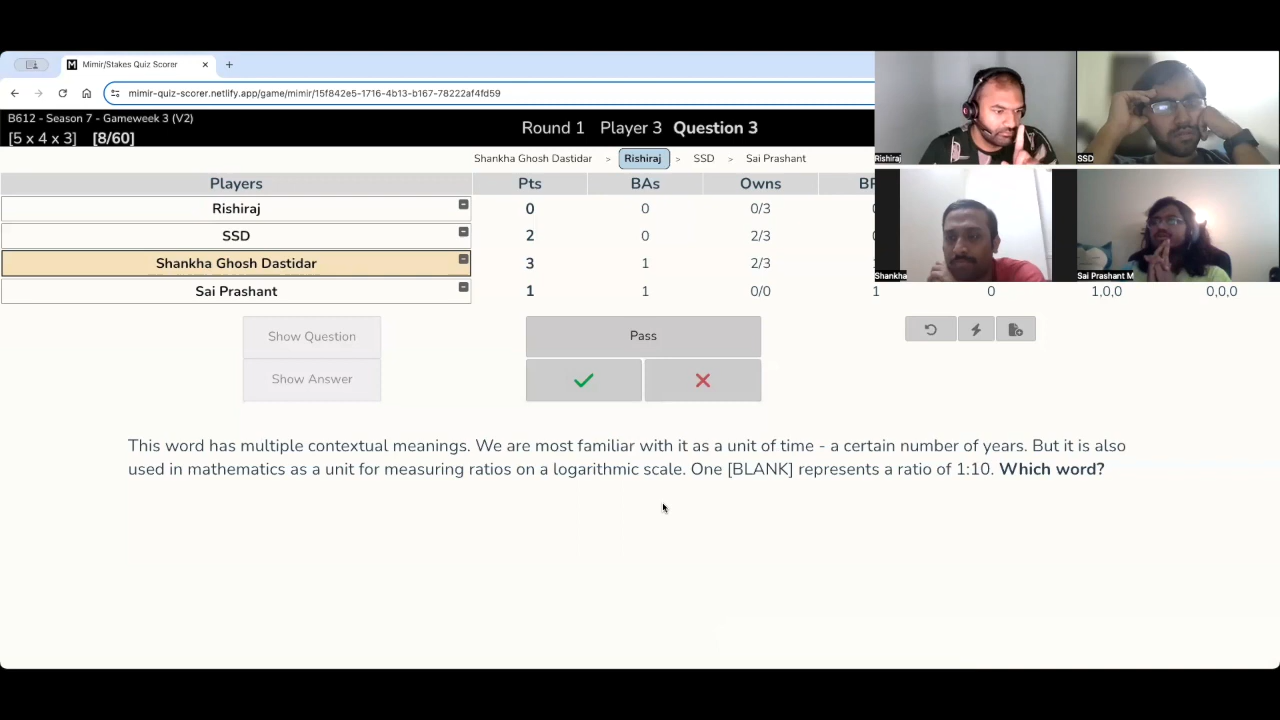 Mimir/Stakes Quiz Scorer
mimir-quiz-scorer.netlify.app/game/mimir/15f842e5-1716-4b13-b167-78222af4fd59
B612 - Season 7 - Gameweek 3 (V2)
[5 x 4 x 3] [8/60]
Round 1 Player 3 Question 3
Shankha Ghosh Dastidar > Rishiraj > SSD > Sai Prashant
Players Pts BAs Owns
Rishiraj 0 0 0/3
SSD 2 0 2/3
Shankha Ghosh Dastidar 3 1 2/3
Sai Prashant 1 1 0/0 1 0 1,0,0 0,0,0
Rishiraj
SSD
Shankha
Sai Prashant M
Show Question
Pass
Show Answer
This word has multiple contextual meanings. We are most familiar with it as a unit of time - a certain number of years. But it is also
used in mathematics as a unit for measuring ratios on a logarithmic scale. One [BLANK] represents a ratio of 1:10. Which word?